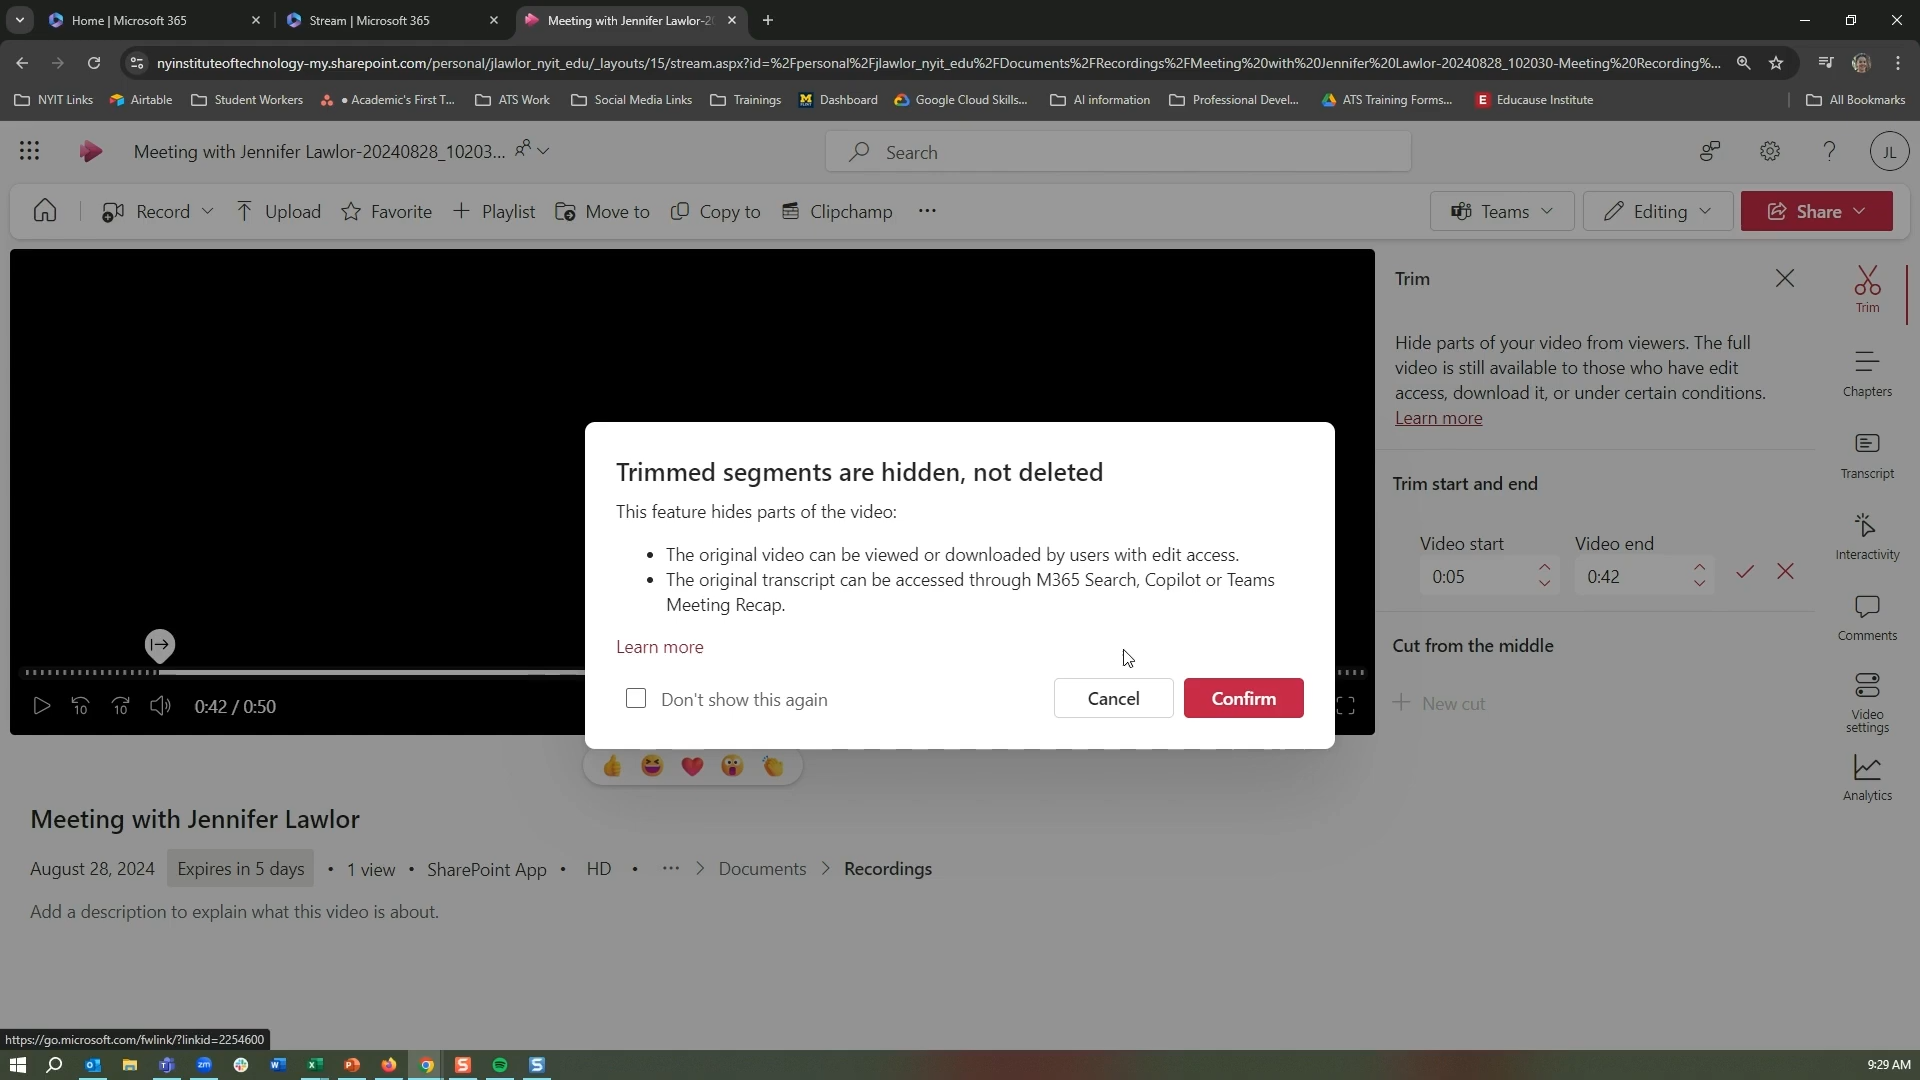 Home | Microsoft 365
Stream | Microsoft 365
Meeting with Jennifer Lawlor-2
nyinstituteoftechnology-my.sharepoint.com/personal/jlawlor_nyit_edu/_layouts/15/stream.aspx?id=%2Fpersonal%2Fjlawlor_nyit_edu%2FDocuments%2FRecordings%2FMeeting%20with%20Jennifer%20Lawlor-20240828_102030-Meeting%20Recording%...
NYIT Links
Airtable
Student Workers
• Academic's First T...
ATS Work
Social Media Links
Trainings
Dashboard
Google Cloud Skills...
AI information
Professional Devel...
ATS Training Forms...
Educause Institute
All Bookmarks
Meeting with Jennifer Lawlor-20240828_10203...
Search
JL
Record
Upload
Favorite
Playlist
Move to
Copy to
Clipchamp
Teams
Editing
Share
Trim
Hide parts of your video from viewers. The full
video is still available to those who have edit
access, download it, or under certain conditions.
Learn more
Trim start and end
Video start
Video end
0:05
0:42
Cut from the middle
New cut
Trim
Chapters
Transcript
Interactivity
Comments
Video
settings
Analytics
Trimmed segments are hidden, not deleted
This feature hides parts of the video:
• The original video can be viewed or downloaded by users with edit access.
• The original transcript can be accessed through M365 Search, Copilot or Teams
Meeting Recap.
Learn more
Don't show this again
Cancel
Confirm
10
10
0:42 / 0:50
Meeting with Jennifer Lawlor
August 28, 2024
Expires in 5 days
• 1 view • SharePoint App • HD • ... > Documents > Recordings
Add a description to explain what this video is about.
https://go.microsoft.com/fwlink/?linkid=2254600
9:29 AM